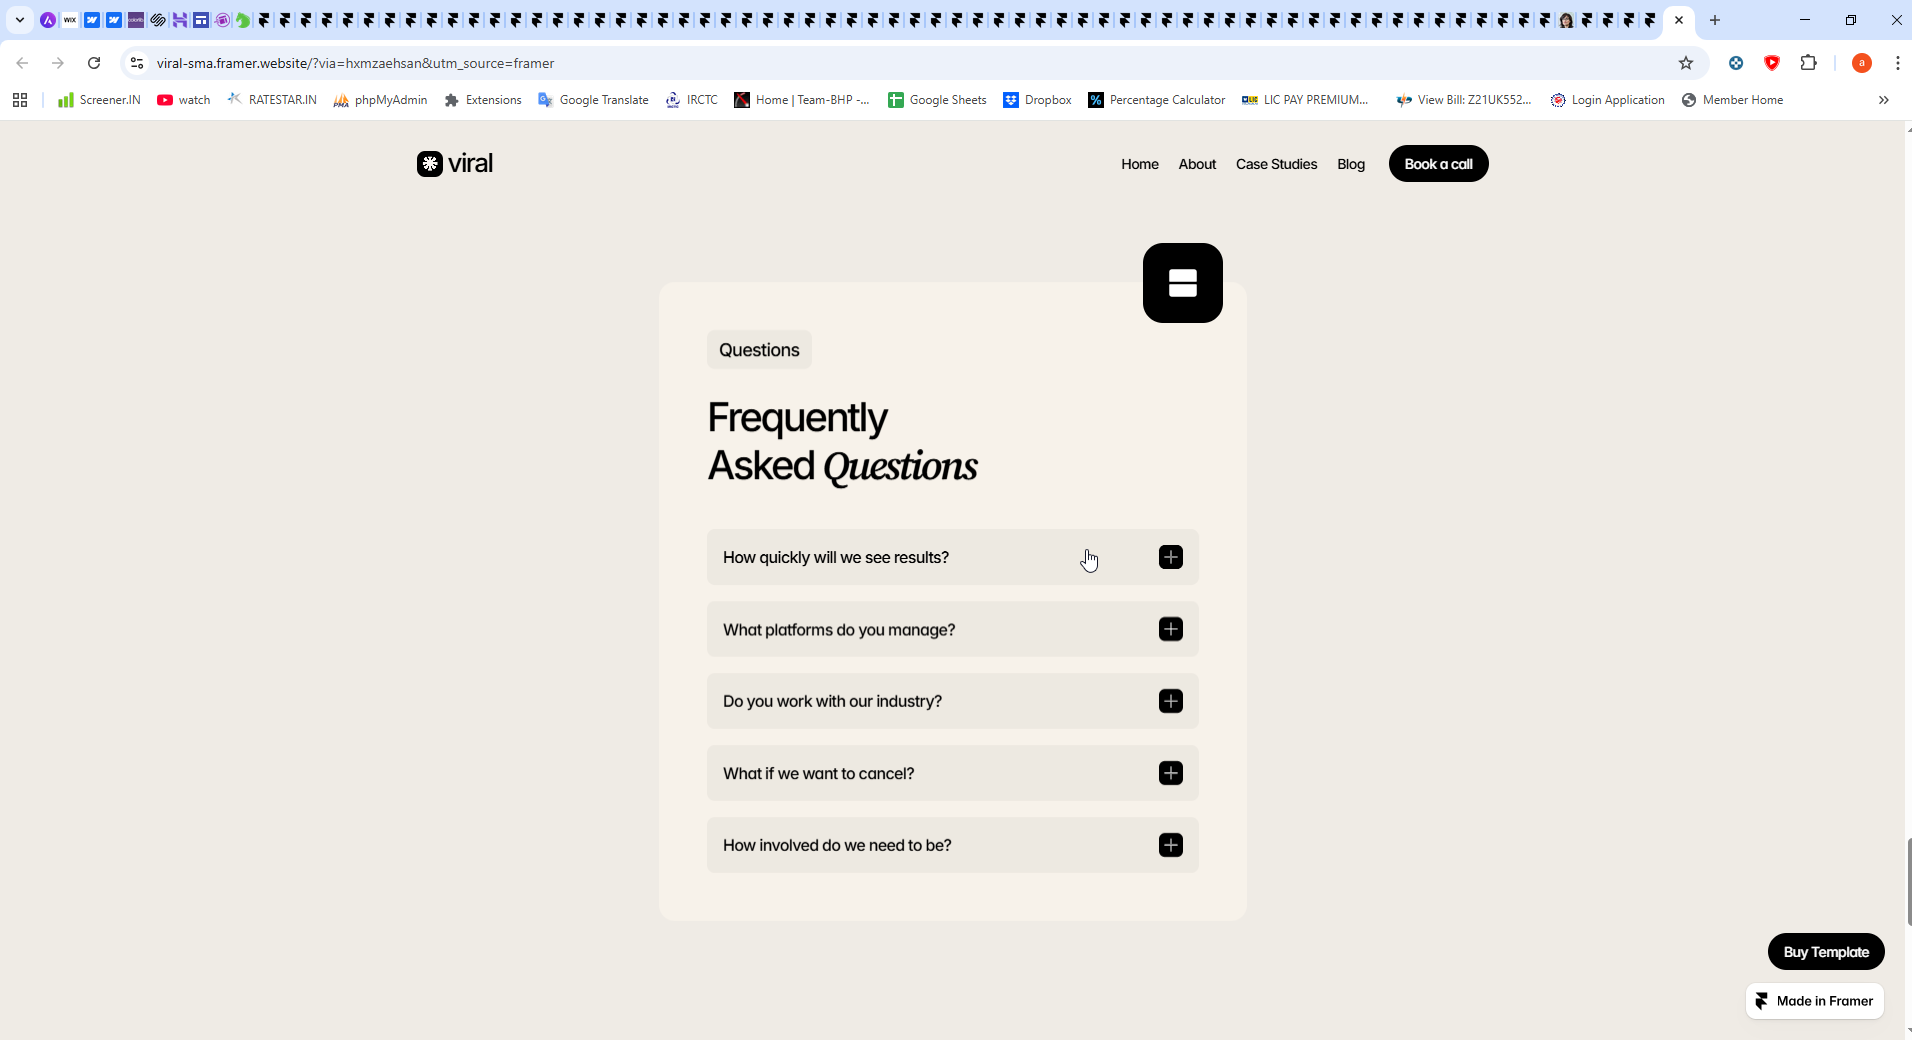 WIX
viral-sma.framer.website/?via=hxmzaehsan&utm_source=framer
a
Screener.IN
watch
RATESTAR.IN
phpMyAdmin
Extensions
Google Translate
IRCTC
Home | Team-BHP -...
Google Sheets
Dropbox
Percentage Calculator
LIC PAY PREMIUM...
View Bill: Z21UK552...
Login Application
Member Home
viral
Home
About
Case Studies
Blog
Book a call
Questions
Frequently
Asked Questions
How quickly will we see results?
What platforms do you manage?
Do you work with our industry?
What if we want to cancel?
How involved do we need to be?
Buy Template
Made in Framer